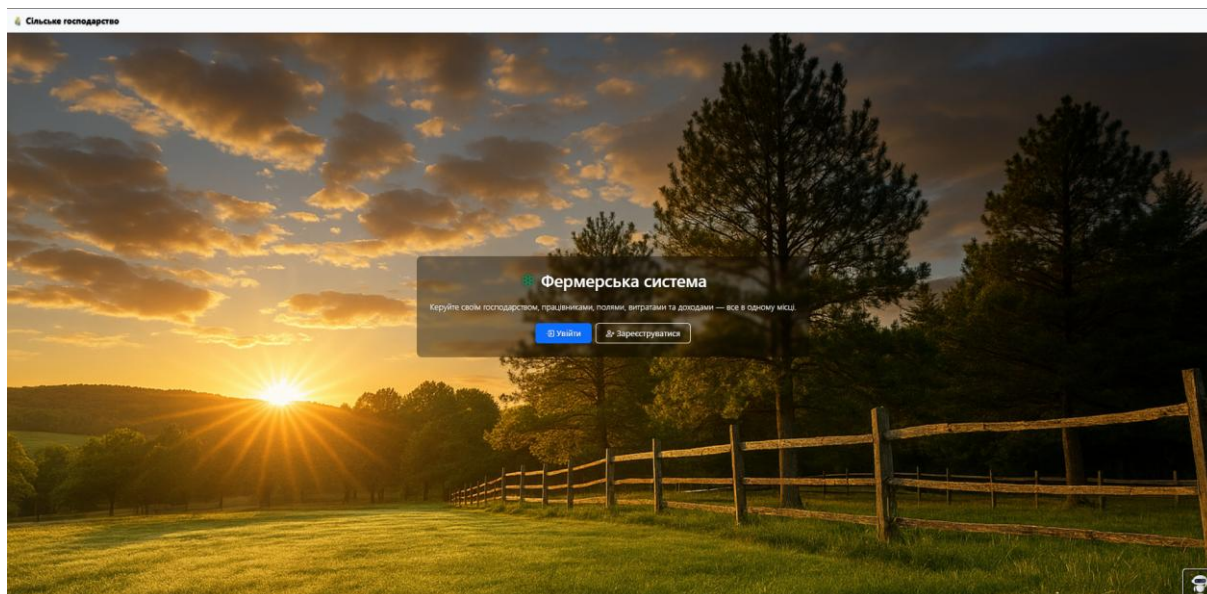 Сільське господарство
Фермерська система
Керуйте своїм господарством, працівниками, полями, витратами та доходами — все в одному місці.
Увійти
Зареєструватися